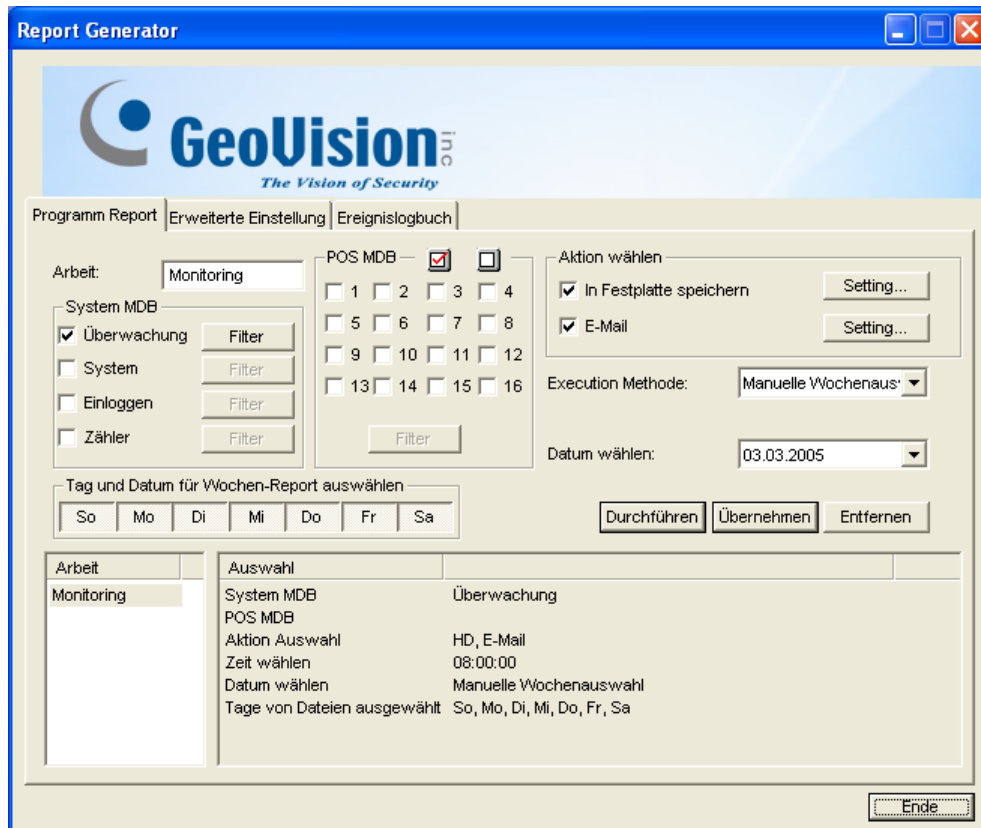 Report Generator
GeoVision inc
The Vision of Security
Programm Report Erweiterte Einstellung Ereignislogbuch
Arbeit: Monitoring
System MDB
Überwachung Filter
System Filter
Einloggen Filter
Zähler Filter
POS MDB
1 2 3 4
5 6 7 8
9 10 11 12
13 14 15 16
Filter
Aktion wählen
In Festplatte speichern Setting...
E-Mail Setting...
Execution Methode: Manuelle Wochenaus
Datum wählen: 03.03.2005
Tag und Datum für Wochen-Report auswählen
So Mo Di Mi Do Fr Sa
Durchführen Übernehmen Entfernen
Arbeit
Monitoring
Auswahl
System MDB Überwachung
POS MDB
Aktion Auswahl HD, E-Mail
Zeit wählen 08:00:00
Datum wählen Manuelle Wochenauswahl
Tage von Dateien ausgewählt So, Mo, Di, Mi, Do, Fr, Sa
Ende